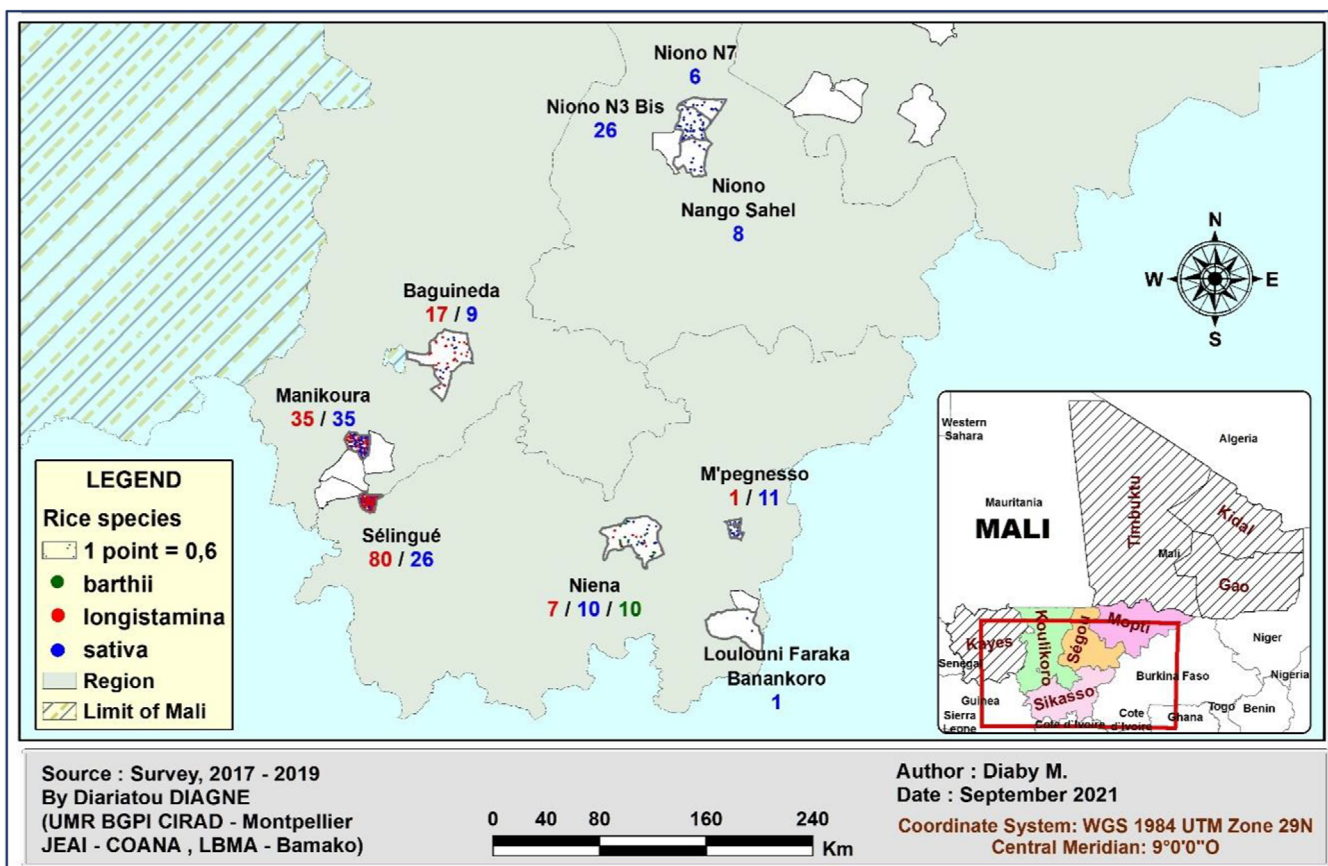 Niono N7
6
Niono N3 Bis
26
Niono
Nango Sahel
8
Baguineda
17 / 9
Manikoura
35 / 35
M'pegnesso
1 / 11
Sélingué
80 / 26
Niena
7 / 10 / 10
Loulouni Faraka
Banankoro
1
N
W
E
S
LEGEND
Rice species
1 point = 0,6
barthii
longistamina
sativa
Region
Limit of Mali
Western
Sahara
Algeria
Mauritania
MALI
Timbuktu
Kidal
Mali
Gao
Mopti
Kayes
Koulikoro
Ségou
Niger
Senegal
Burkina Faso
Nigeria
Sikasso
Guinea
Togo
Benin
Sierra
Leone
Cote
Ghana
Cote d'Ivoire
d'Ivoire
Source : Survey, 2017 - 2019
By Diariatou DIAGNE
(UMR BGPI CIRAD - Montpellier
JEAI - COANA , LBMA - Bamako)
0 40 80 160 240
Km
Author : Diaby M.
Date : September 2021
Coordinate System: WGS 1984 UTM Zone 29N
Central Meridian: 9°0'0"O